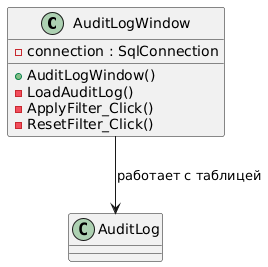 C AuditLogWindow
connection : SqlConnection
AuditLogWindow()
LoadAuditLog()
ApplyFilter_Click()
ResetFilter_Click()
работает с таблицей
C AuditLog